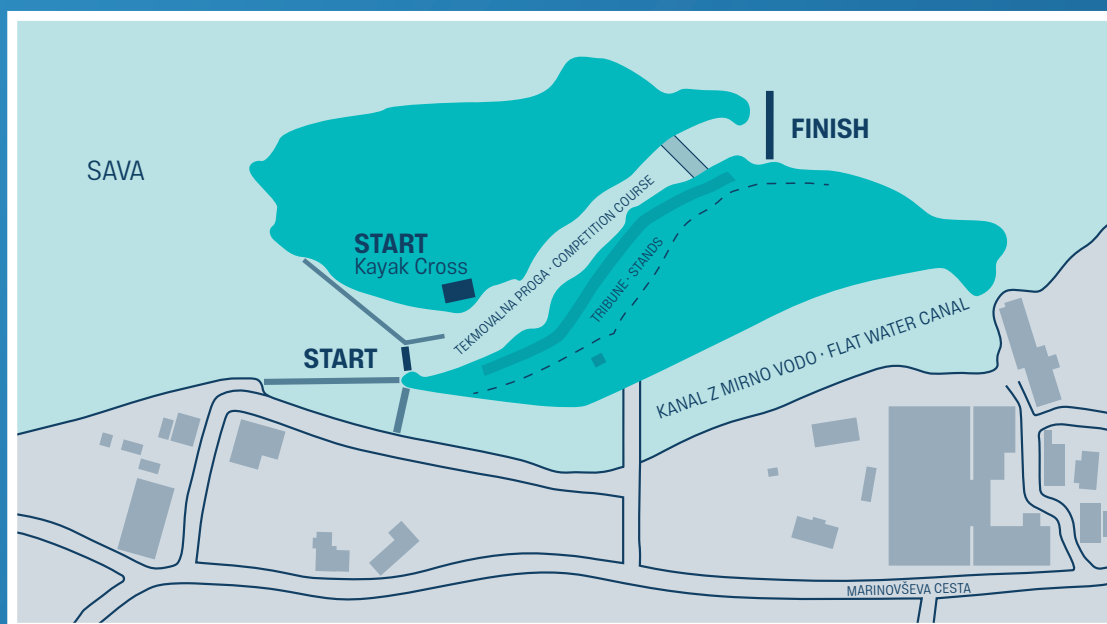 SAVA
FINISH
START
Kayak Cross
TEKMOVALNA PROGA · COMPETITION COURSE
TRIBUNE · STANDS
START
KANAL Z MIRNO VODO · FLAT WATER CANAL
MARINOVŠEVA CESTA